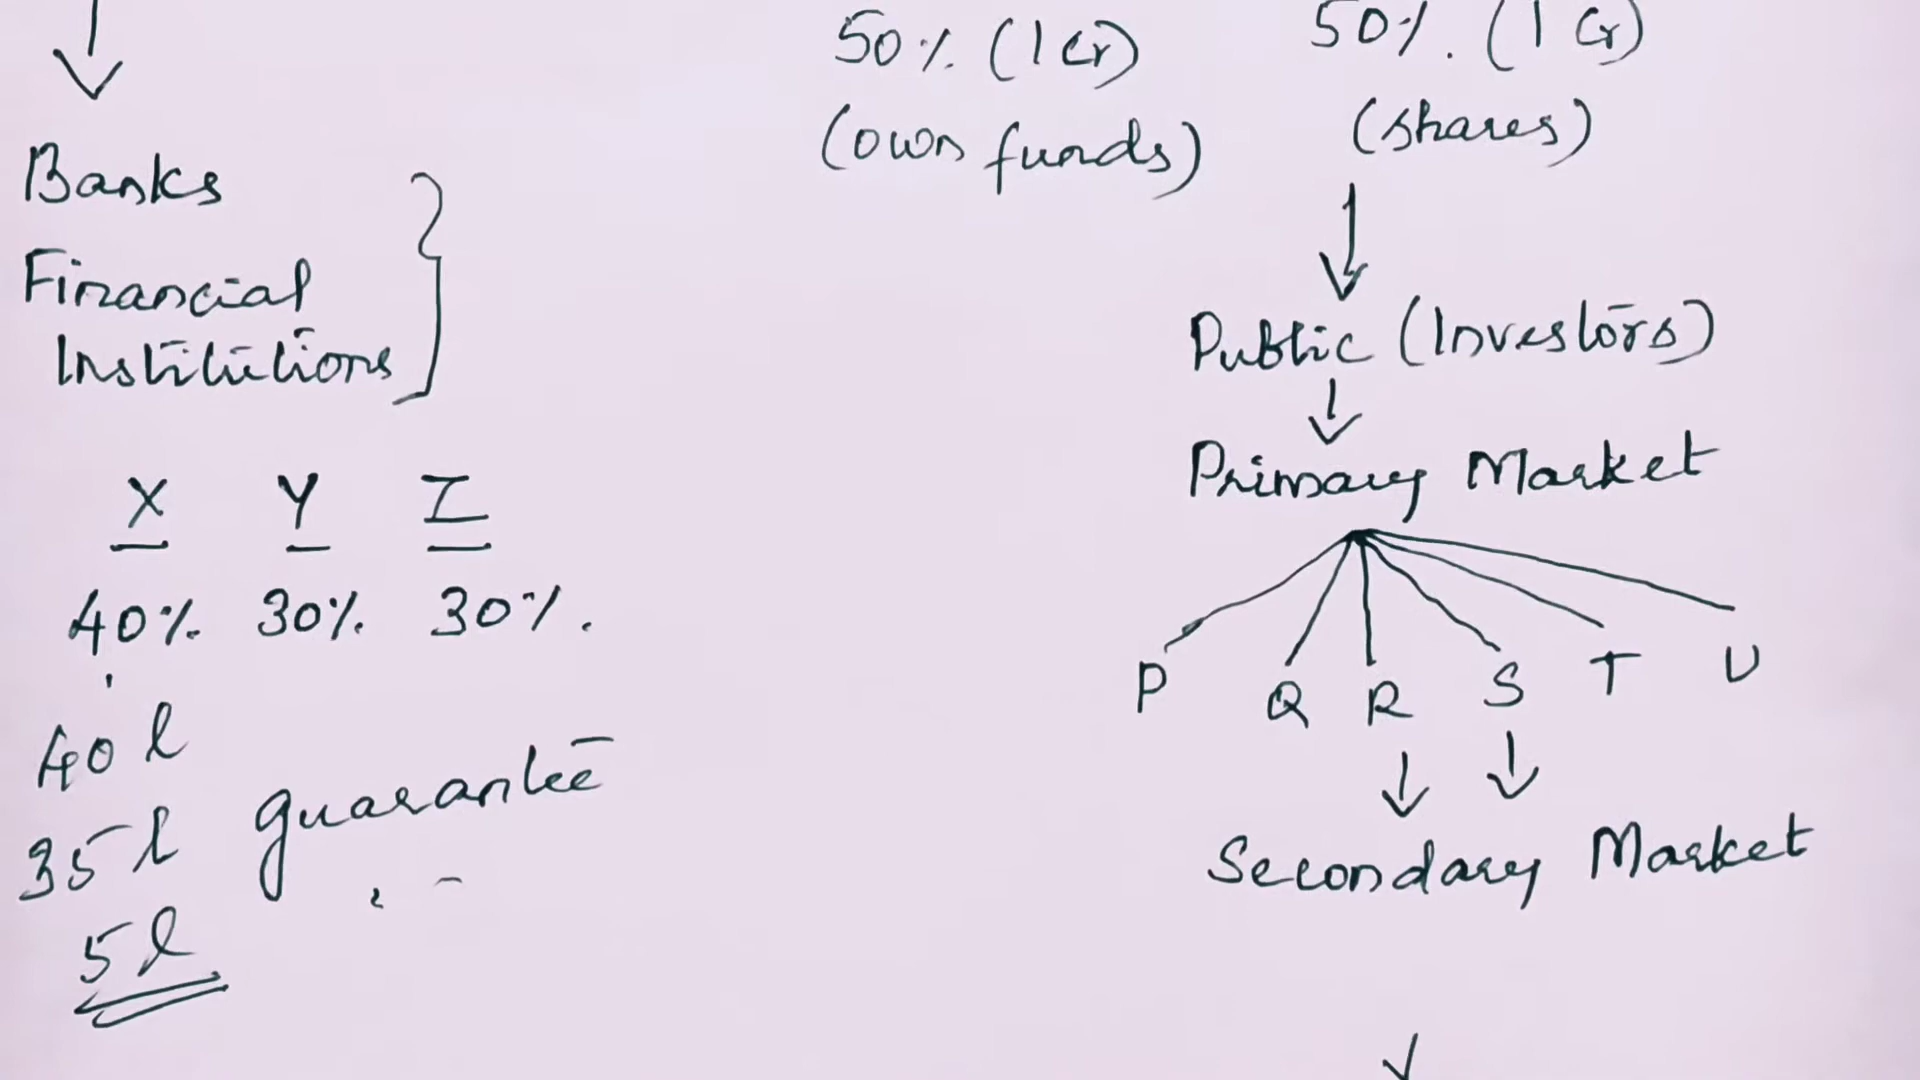 50% (1 Cr)
50%. (1 Cr)
(own funds)
(shares)
Banks
Financial
Institutions
X Y Z
40% 30% 30%.
40 l
35 l
5 l
guarantee
Public (Investors)
Primary Market
P Q R S T U
Secondary Market